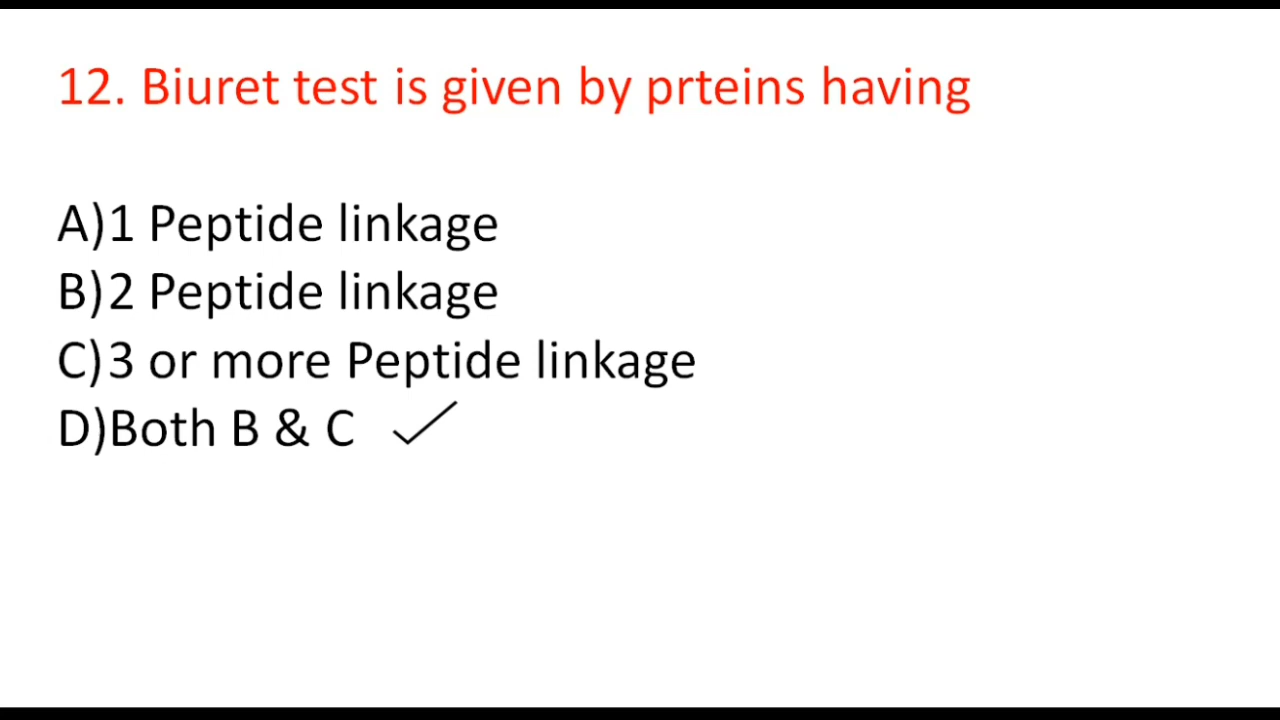 12. Biuret test is given by prteins having
A)1 Peptide linkage
B)2 Peptide linkage
C)3 or more Peptide linkage
D)Both B & C